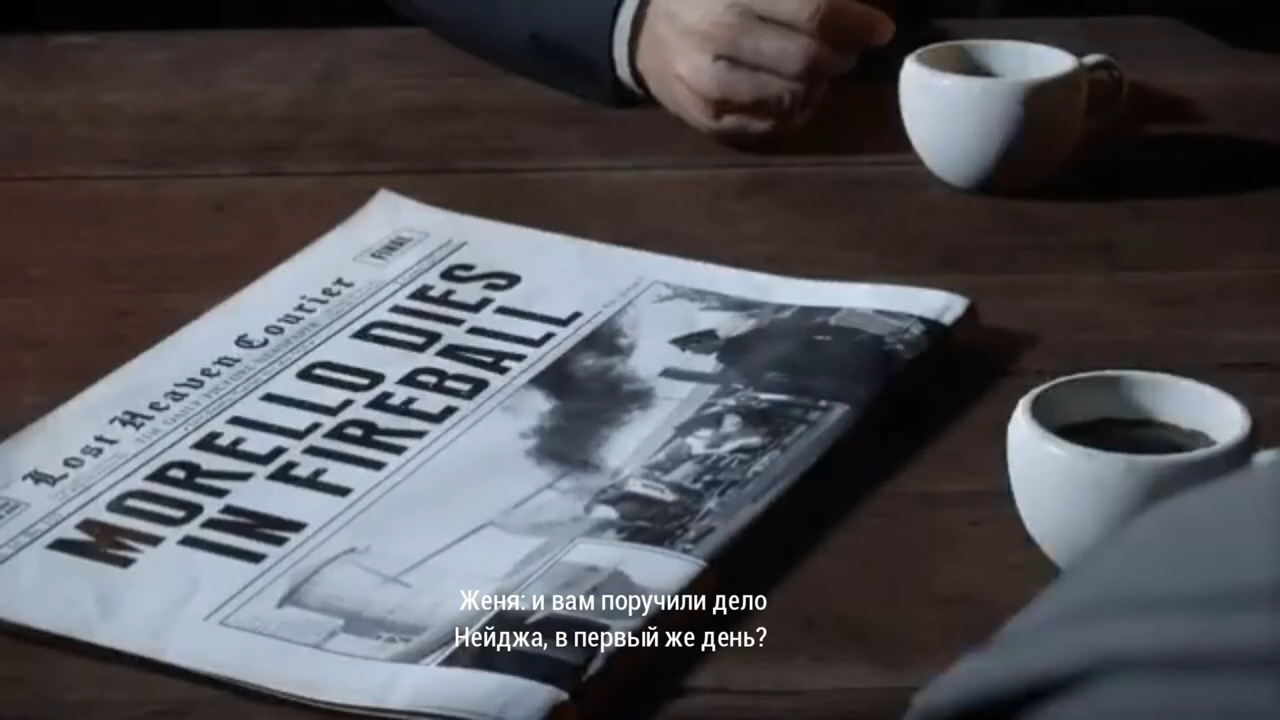 FINAL
Lost Heaven Courier
MORELLO DIES
IN FIREBALL
Женя: и вам поручили дело
Нейджа, в первый же день?